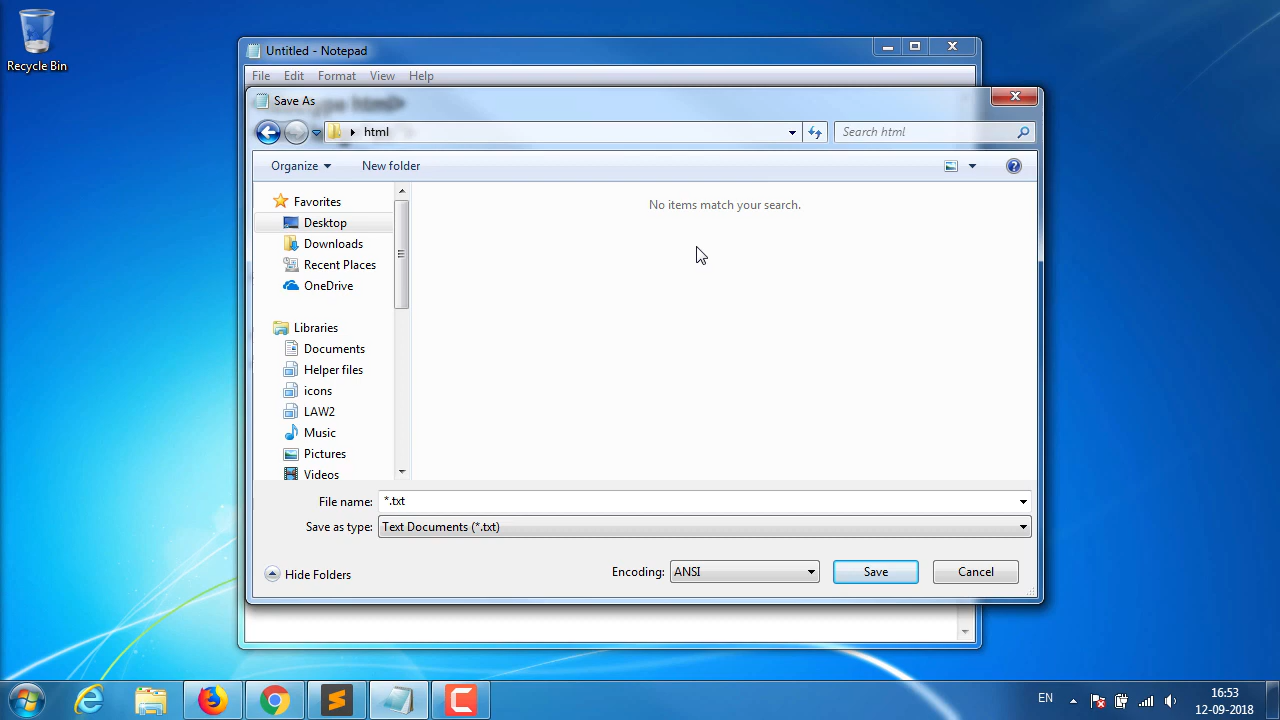 Recycle Bin
Untitled - Notepad
File Edit Format View Help
Save As
html
Search html
Organize New folder
Favorites
Desktop
Downloads
Recent Places
OneDrive
Libraries
Documents
Helper files
icons
LAW2
Music
Pictures
Videos
No items match your search.
File name: *.txt
Save as type: Text Documents (*.txt)
Hide Folders
Encoding: ANSI
Save
Cancel
EN
16:53
12-09-2018